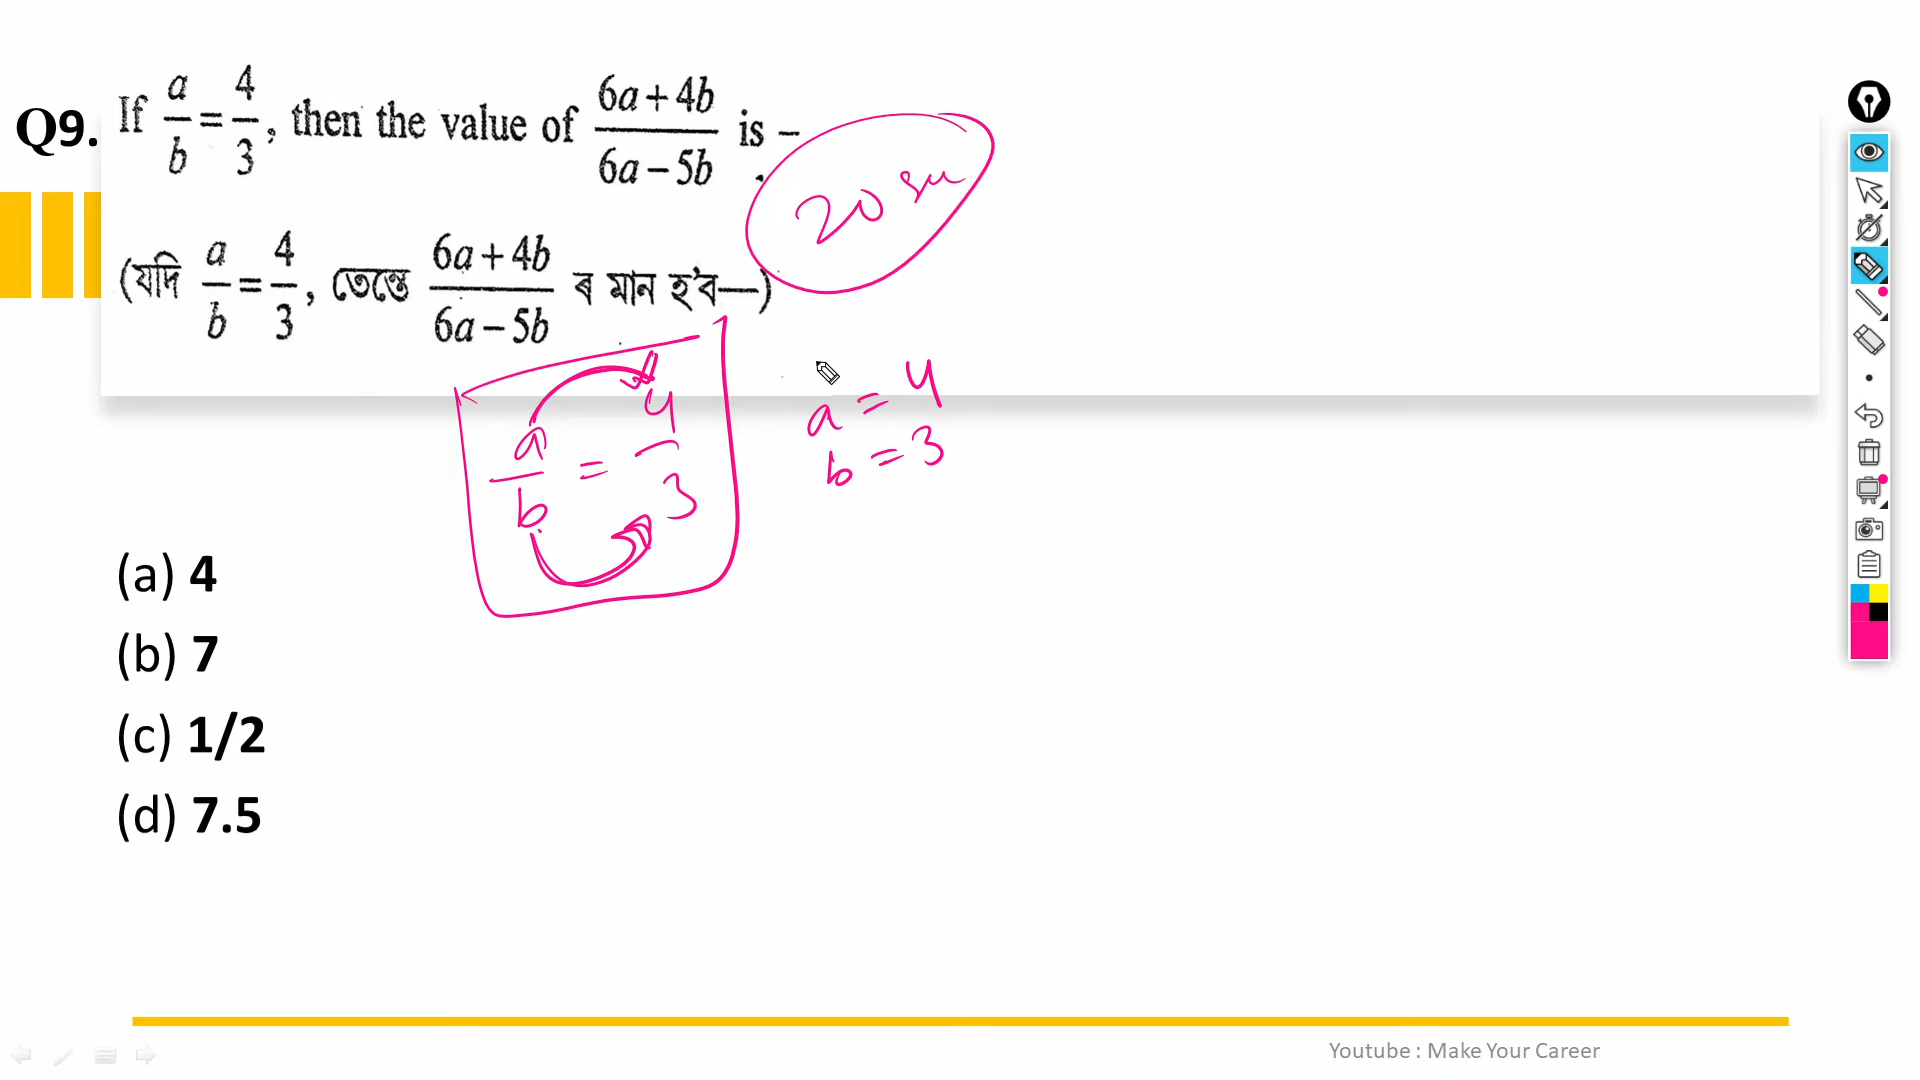 Q9. If a/b = 4/3, then the value of (6a+4b)/(6a−5b) is –
(যদি a/b = 4/3, তেন্তে (6a+4b)/(6a−5b) ৰ মান হ'ব—)
20 su
a/b = 4/3
a = 4
b = 3
(a) 4
(b) 7
(c) 1/2
(d) 7.5
Youtube : Make Your Career